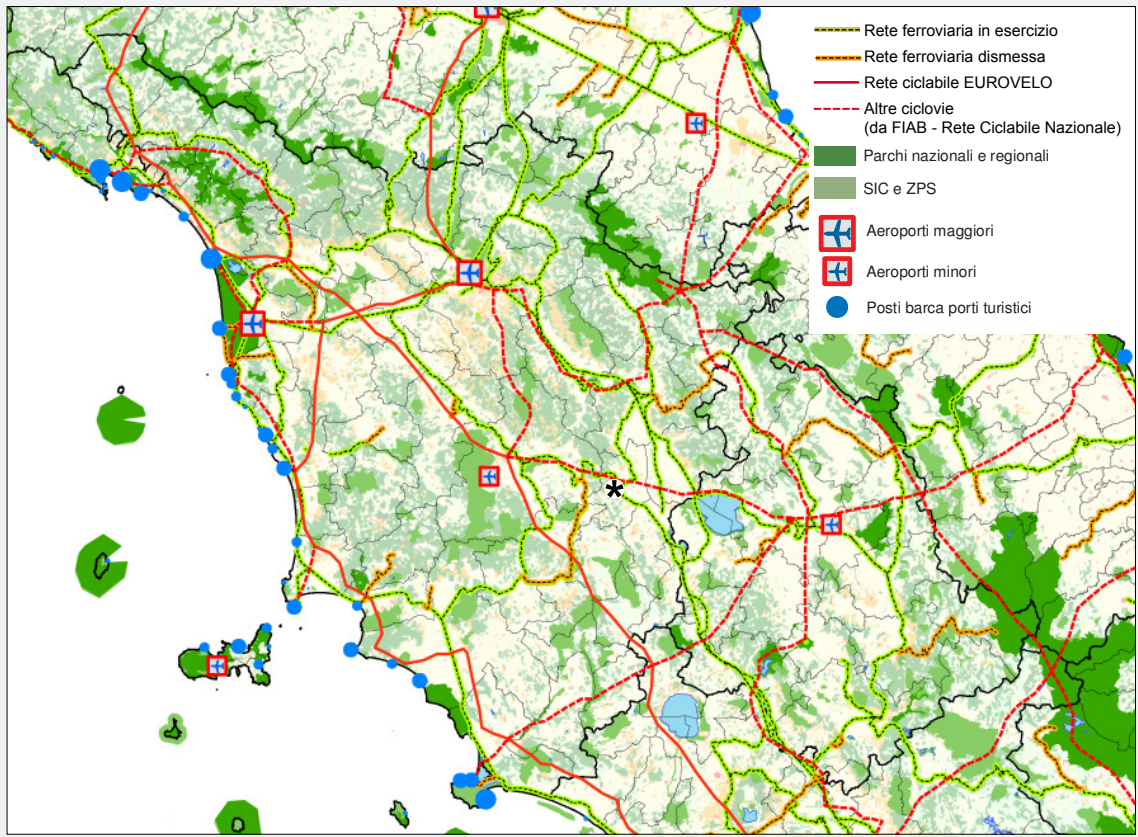 Rete ferroviaria in esercizio
Rete ferroviaria dismessa
Rete ciclabile EUROVELO
Altre ciclovie
(da FIAB - Rete Ciclabile Nazionale)
Parchi nazionali e regionali
SIC e ZPS
Aeroporti maggiori
Aeroporti minori
Posti barca porti turistici
*